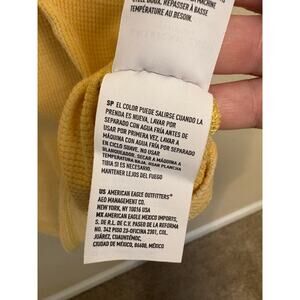 CYCLE DOUX. REPASSER À BASSE
TEMPÉRATURE AU BESOIN.
SP EL COLOR PUEDE SALIRSE CUANDO LA
PRENDA ES NUEVA, LAVAR POR
SEPARADO CON AGUA FRÍA ANTES DE
USAR POR PRIMERA VEZ. LAVAR A
MÁQUINA CON AGUA FRÍA POR SEPARADO
EN CICLO SUAVE. NO USAR
BLANQUEADOR. SECAR A MÁQUINA A
TEMPERATURA BAJA. USAR PLANCHA
TIBIA SI ES NECESARIO.
MANTENER LEJOS DEL FUEGO
US AMERICAN EAGLE OUTFITTERS®
AEO MANAGEMENT CO.
NEW YORK, NY 10016 USA
MX AMERICAN EAGLE MEXICO IMPORTS,
S. DE R.L. DE C.V. PASEO DE LA REFORMA
NO. 342 PISO 23-OFICINA 2301, COL.
JUÁREZ, CUAUHTÉMOC,
CIUDAD DE MÉXICO, 06600, MÉXICO